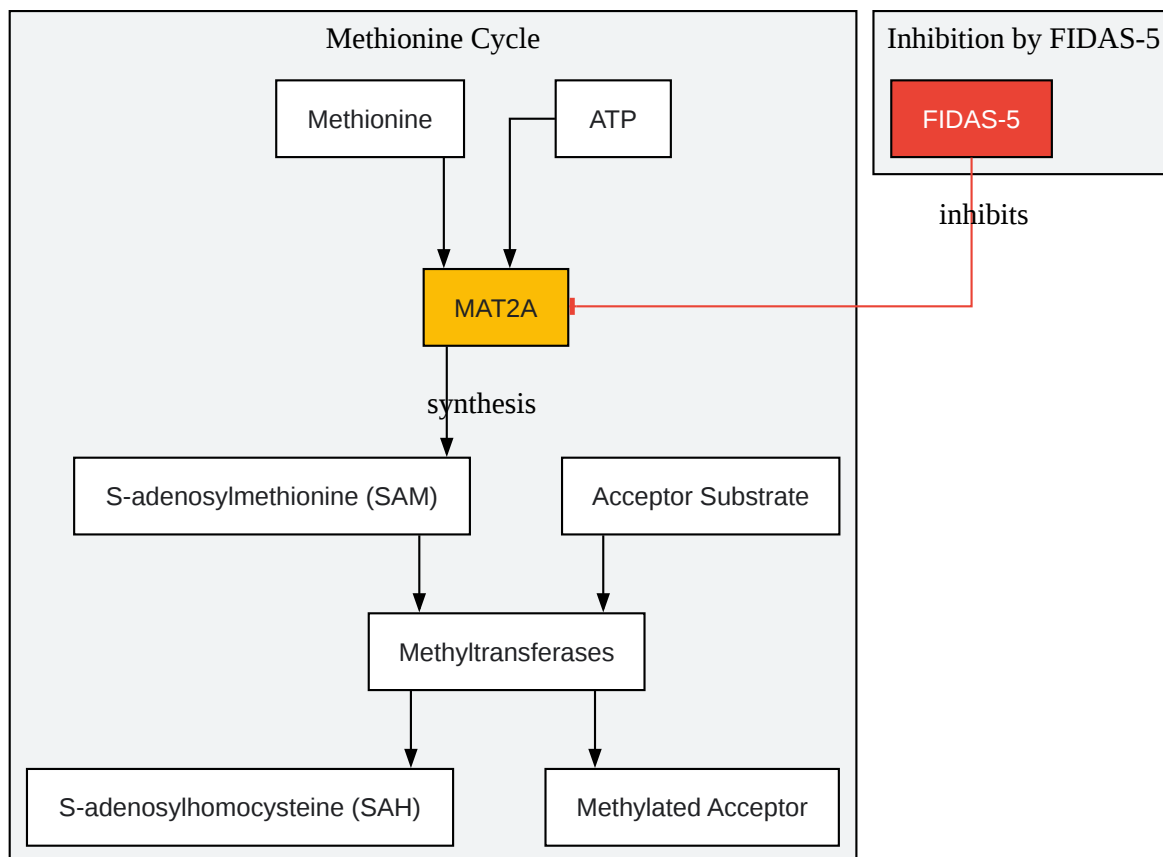 Methionine Cycle
Inhibition by FIDAS-5
Methionine
ATP
FIDAS-5
inhibits
MAT2A
synthesis
S-adenosylmethionine (SAM)
Acceptor Substrate
Methyltransferases
S-adenosylhomocysteine (SAH)
Methylated Acceptor